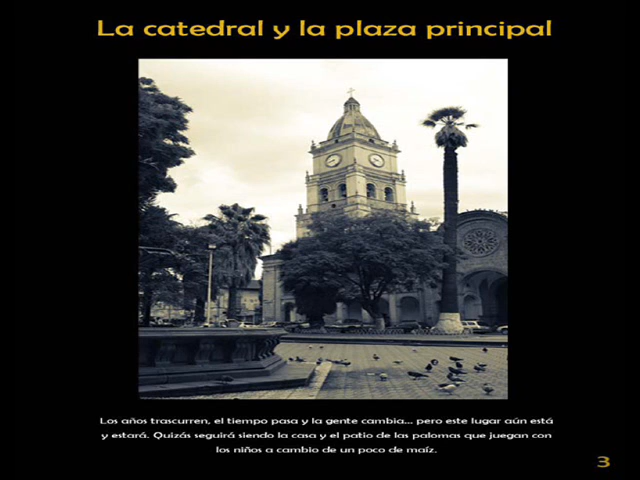 La catedral y la plaza principal
Los años trascurren, el tiempo pasa y la gente cambia... pero este lugar aún está
y estará. Quizás seguirá siendo la casa y el patio de las palomas que juegan con
los niños a cambio de un poco de maíz.
3